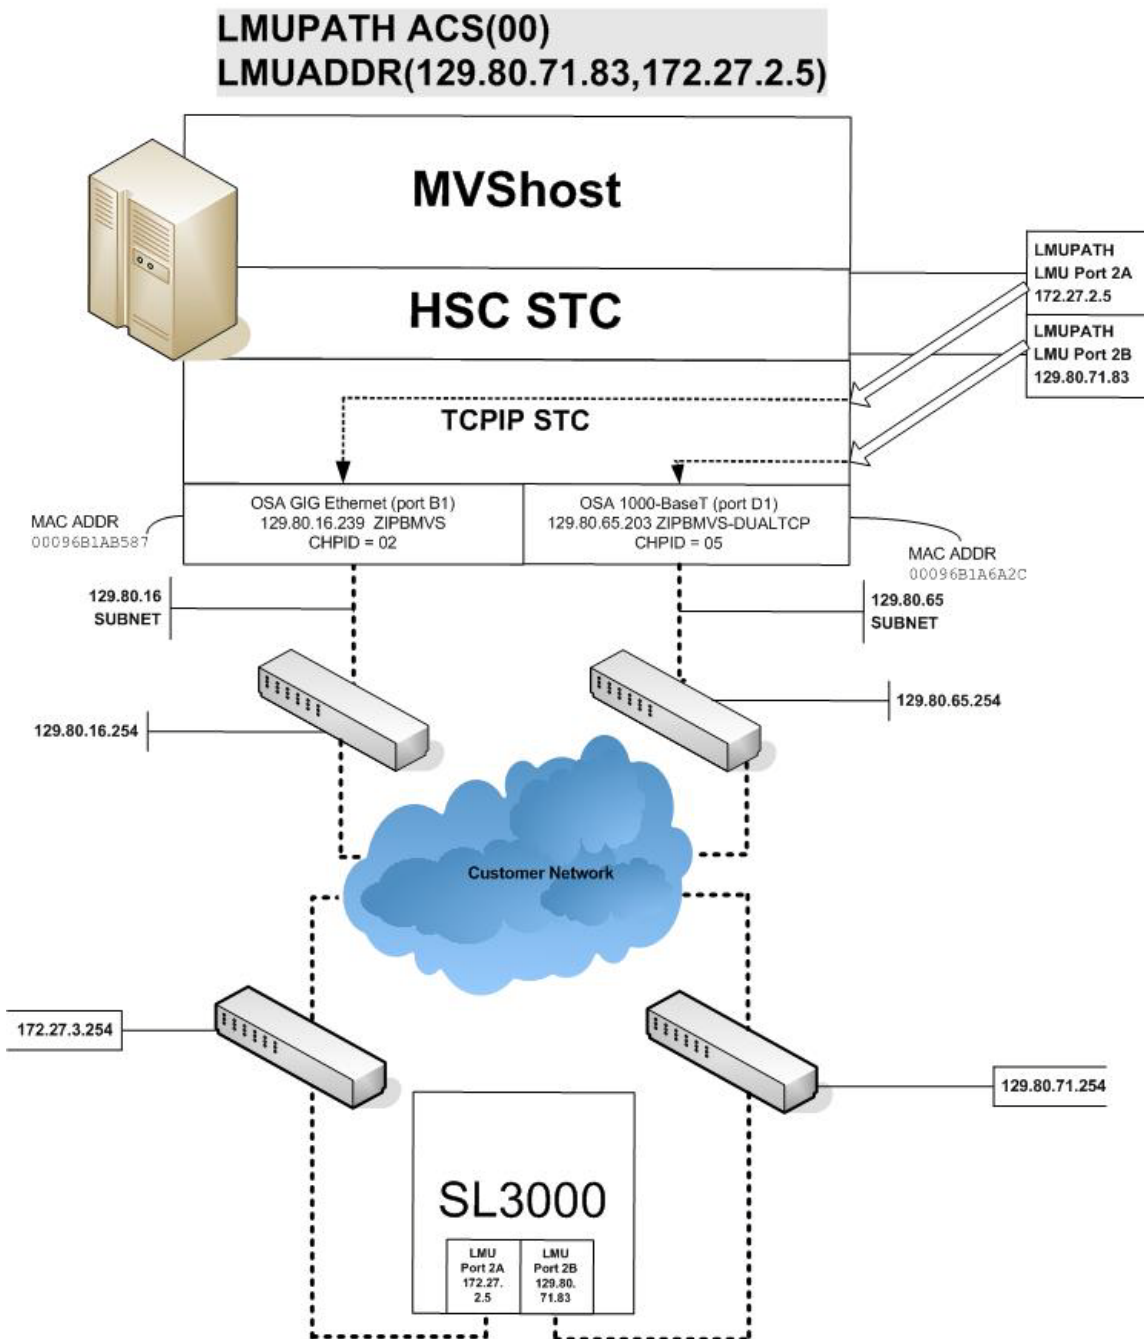 LMUPATH ACS(00)
LMUADDR(129.80.71.83,172.27.2.5)
MVShost
HSC STC
LMUPATH
LMU Port 2A
172.27.2.5
LMUPATH
LMU Port 2B
129.80.71.83
TCPIP STC
OSA GIG Ethernet (port B1)
129.80.16.239 ZIPBMVS
CHPID = 02
OSA 1000-BaseT (port D1)
129.80.65.203 ZIPBMVS-DUALTCP
CHPID = 05
MAC ADDR
00096B1AB587
MAC ADDR
00096B1A6A2C
129.80.16
SUBNET
129.80.65
SUBNET
129.80.16.254
129.80.65.254
Customer Network
172.27.3.254
129.80.71.254
SL3000
LMU
Port 2A
172.27.
2.5
LMU
Port 2B
129.80.
71.83